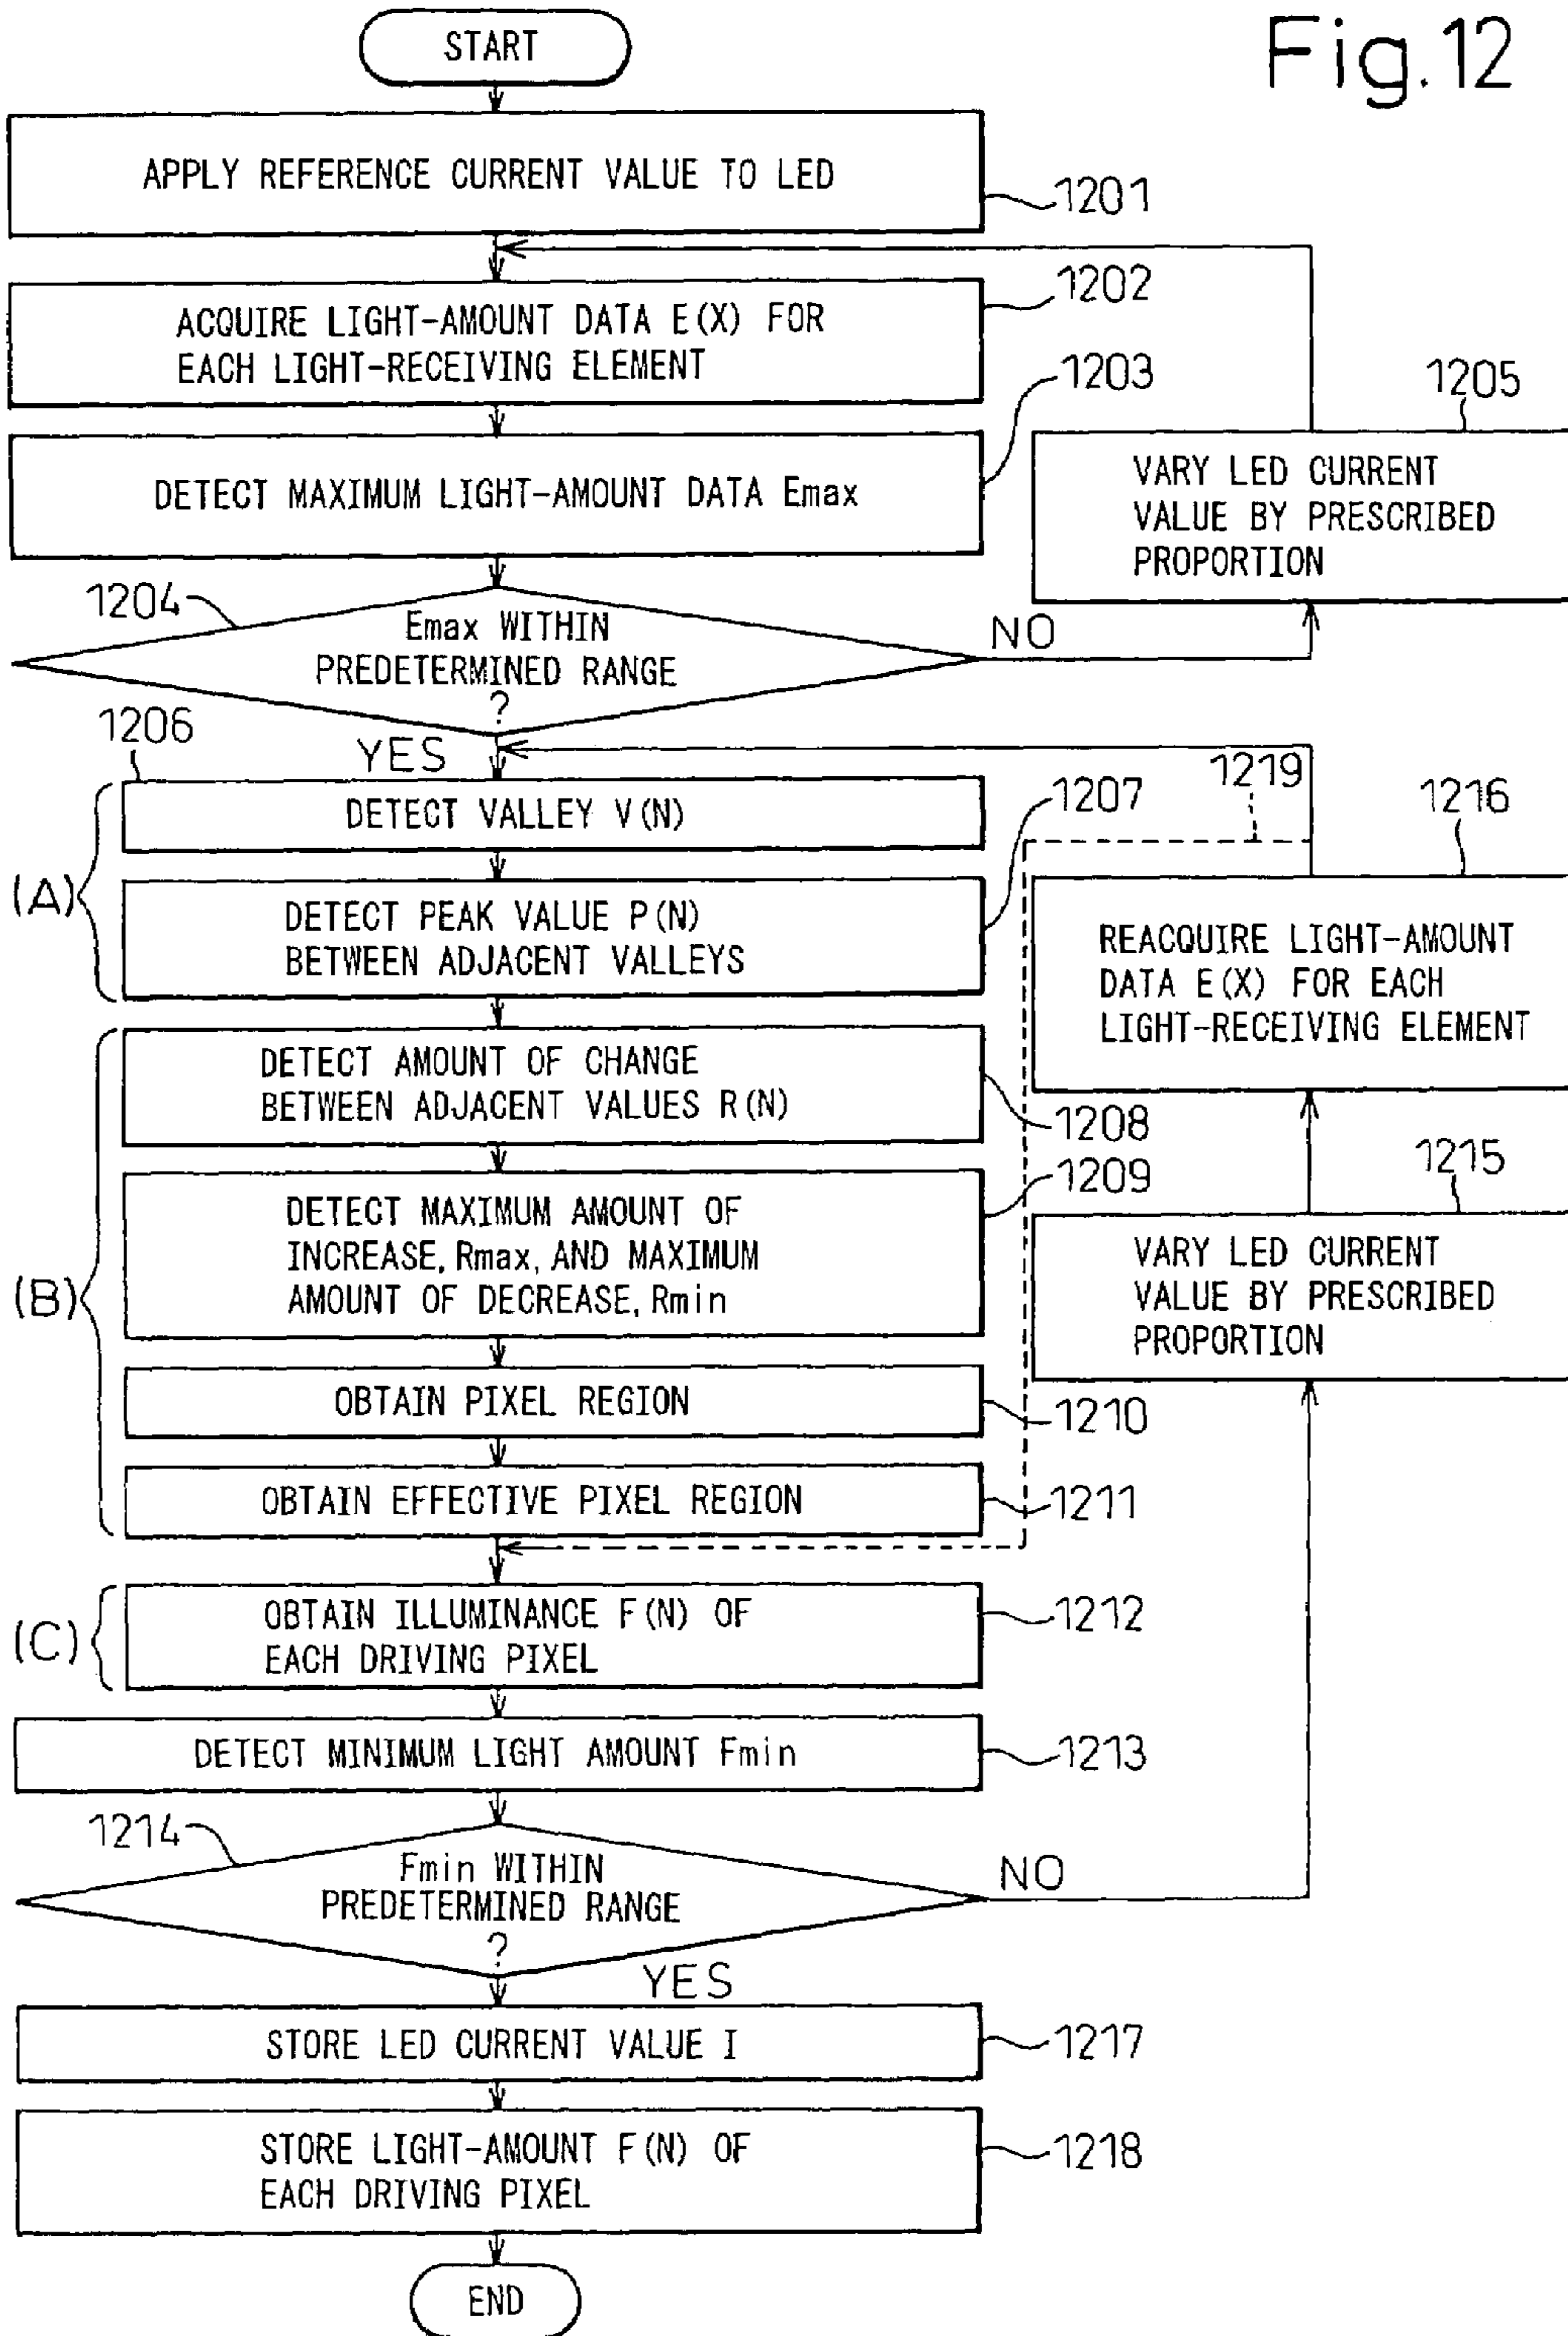 Fig.12
START
APPLY REFERENCE CURRENT VALUE TO LED
1201
ACQUIRE LIGHT-AMOUNT DATA E(X) FOR
EACH LIGHT-RECEIVING ELEMENT
1202
DETECT MAXIMUM LIGHT-AMOUNT DATA Emax
1203
1204
Emax WITHIN
PREDETERMINED RANGE
?
NO
YES
1205
VARY LED CURRENT
VALUE BY PRESCRIBED
PROPORTION
1206
DETECT VALLEY V(N)
(A)
DETECT PEAK VALUE P(N)
BETWEEN ADJACENT VALLEYS
1207
(B)
DETECT AMOUNT OF CHANGE
BETWEEN ADJACENT VALUES R(N)
1208
DETECT MAXIMUM AMOUNT OF
INCREASE, Rmax, AND MAXIMUM
AMOUNT OF DECREASE, Rmin
1209
OBTAIN PIXEL REGION
1210
OBTAIN EFFECTIVE PIXEL REGION
1211
1219
1216
REACQUIRE LIGHT-AMOUNT
DATA E(X) FOR EACH
LIGHT-RECEIVING ELEMENT
1215
VARY LED CURRENT
VALUE BY PRESCRIBED
PROPORTION
(C)
OBTAIN ILLUMINANCE F(N) OF
EACH DRIVING PIXEL
1212
DETECT MINIMUM LIGHT AMOUNT Fmin
1213
1214
Fmin WITHIN
PREDETERMINED RANGE
?
NO
YES
STORE LED CURRENT VALUE I
1217
STORE LIGHT-AMOUNT F(N) OF
EACH DRIVING PIXEL
1218
END